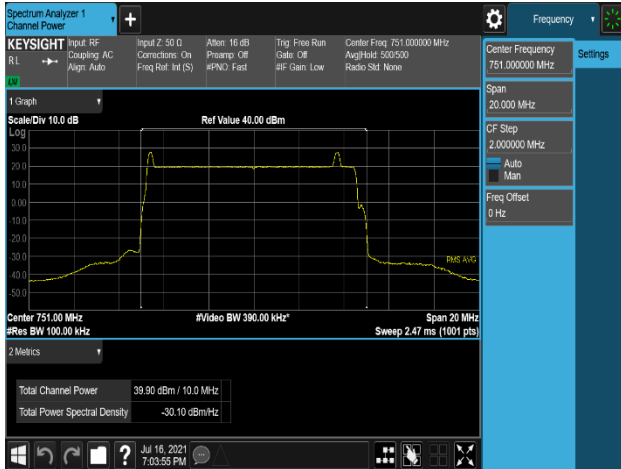 Spectrum Analyzer 1
Channel Power
Frequency
KEYSIGHT
R L
LXI
Input: RF
Coupling: AC
Align: Auto
Input Z: 50 Ω
Corrections: On
Freq Ref: Int (S)
Atten: 16 dB
Preamp: Off
#PNO: Fast
Trig: Free Run
Gate: Off
#IF Gain: Low
Center Freq: 751.000000 MHz
Avg|Hold: 500/500
Radio Std: None
Center Frequency
751.000000 MHz
Settings
Span
20.000 MHz
CF Step
2.000000 MHz
Auto
Man
Freq Offset
0 Hz
1 Graph
Scale/Div 10.0 dB
Ref Value 40.00 dBm
Log
30.0
20.0
10.0
0.00
-10.0
-20.0
-30.0
-40.0
-50.0
RMS AVG
Center 751.00 MHz
#Video BW 390.00 kHz*
Span 20 MHz
#Res BW 100.00 kHz
Sweep 2.47 ms (1001 pts)
2 Metrics
Total Channel Power 39.90 dBm / 10.0 MHz
Total Power Spectral Density -30.10 dBm/Hz
Jul 16, 2021
7:03:55 PM